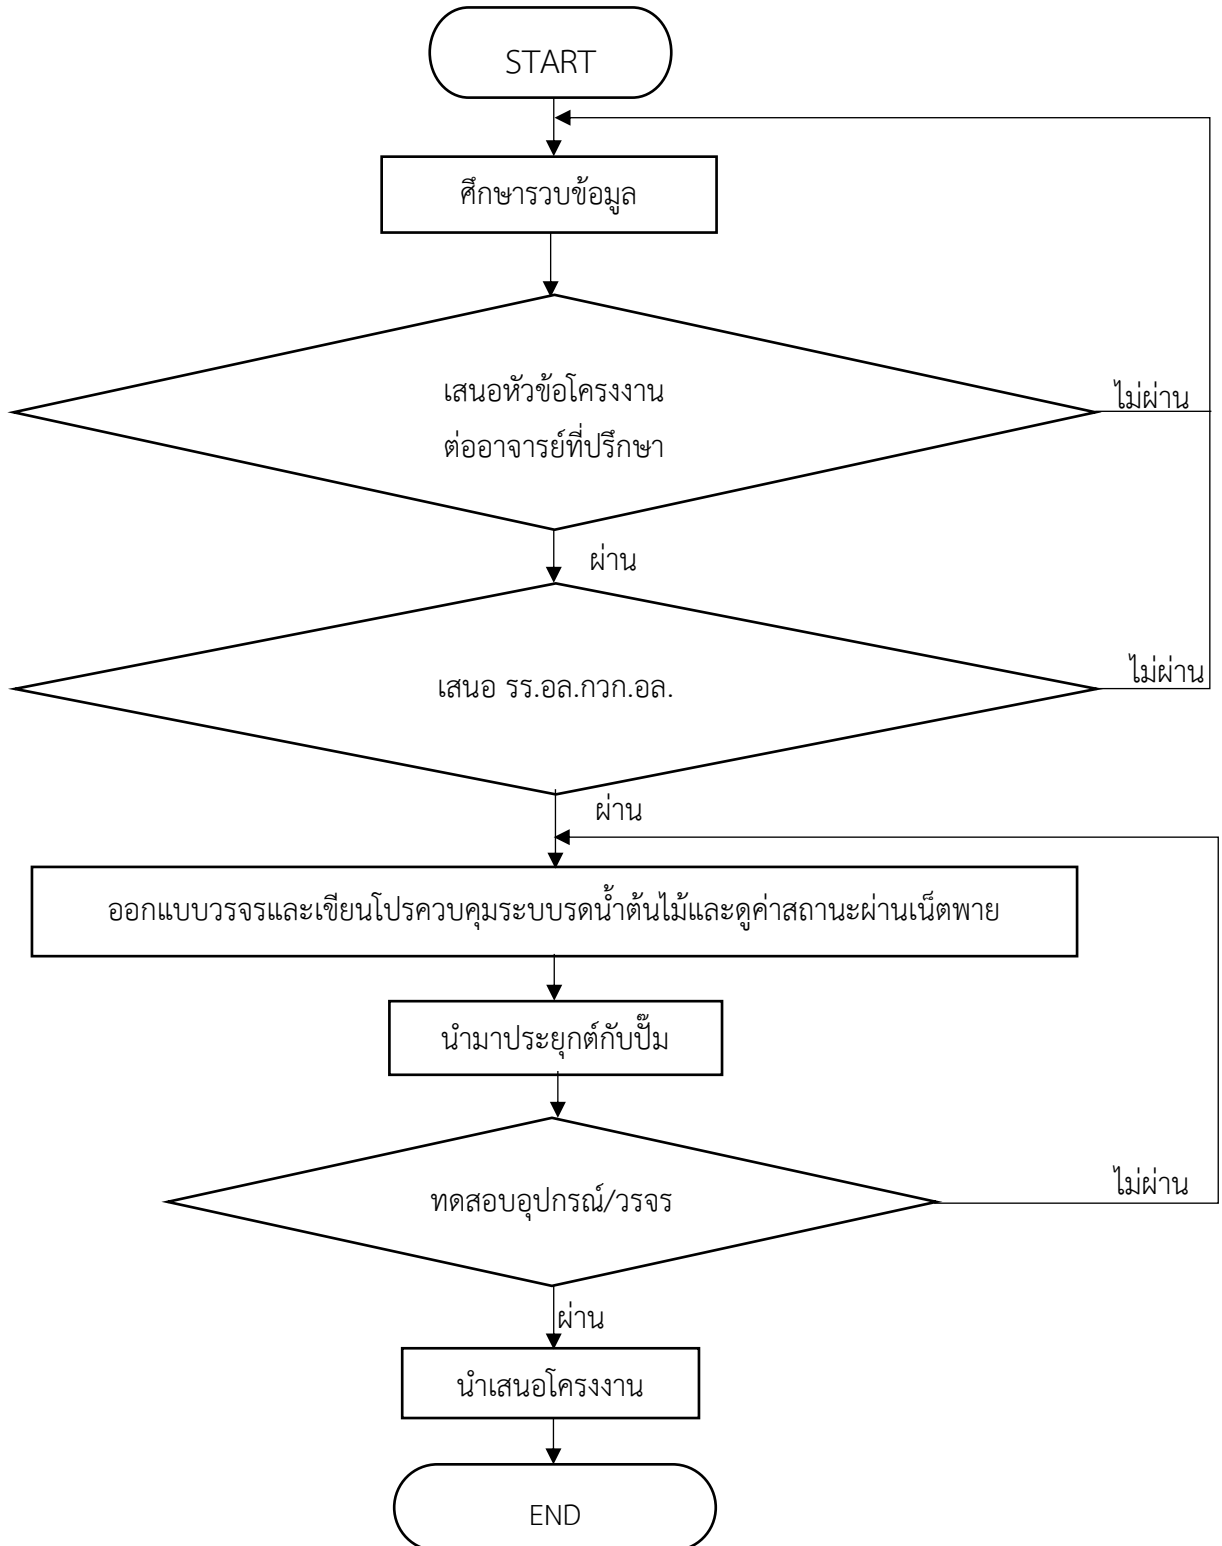 START
ศึกษารวบข้อมูล
เสนอหัวข้อโครงงาน
ต่ออาจารย์ที่ปรึกษา
ไม่ผ่าน
ผ่าน
เสนอ รร.อล.กวก.อล.
ไม่ผ่าน
ผ่าน
ออกแบบวรจรและเขียนโปรควบคุมระบบรดน้ำต้นไม้และดูค่าสถานะผ่านเน็ตพาย
นำมาประยุกต์กับปั๊ม
ทดสอบอุปกรณ์/วรจร
ไม่ผ่าน
ผ่าน
นำเสนอโครงงาน
END